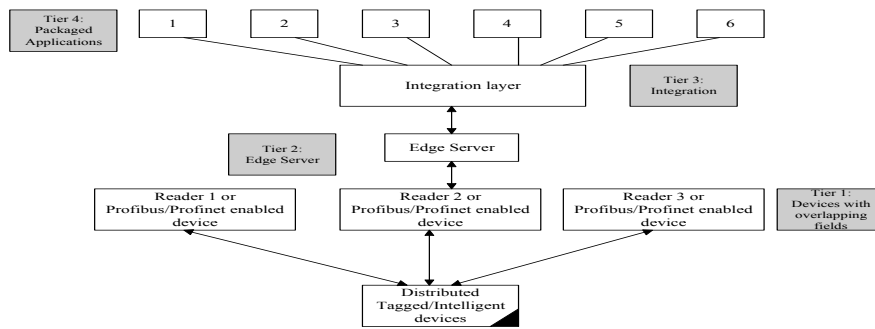 Tier 4:
Packaged
Applications
1
2
3
4
5
6
Integration layer
Tier 3:
Integration
Tier 2:
Edge Server
Edge Server
Reader 1 or
Profibus/Profinet enabled
device
Reader 2 or
Profibus/Profinet enabled
device
Reader 3 or
Profibus/Profinet enabled
device
Tier 1:
Devices with
overlapping
fields
Distributed
Tagged/Intelligent
devices